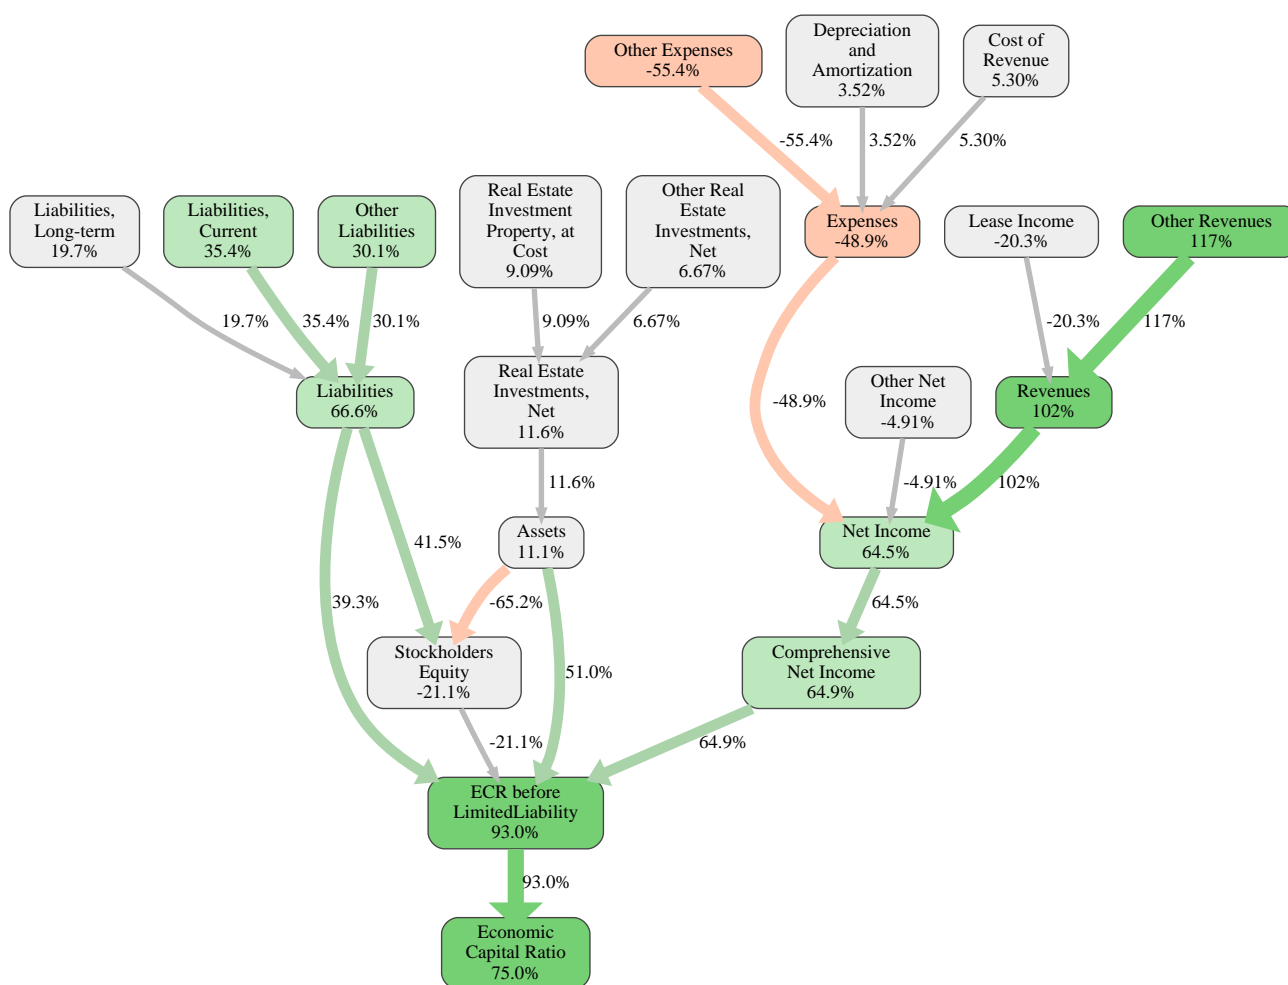 Other Expenses
-55.4%
Depreciation
and
Amortization
3.52%
Cost of
Revenue
5.30%
-55.4%
3.52%
5.30%
Liabilities,
Long-term
19.7%
Liabilities,
Current
35.4%
Other
Liabilities
30.1%
Real Estate
Investment
Property, at
Cost
9.09%
Other Real
Estate
Investments,
Net
6.67%
Expenses
-48.9%
Lease Income
-20.3%
Other Revenues
117%
19.7%
35.4%
30.1%
9.09%
6.67%
-20.3%
117%
Liabilities
66.6%
Real Estate
Investments,
Net
11.6%
-48.9%
Other Net
Income
-4.91%
Revenues
102%
11.6%
-4.91%
102%
41.5%
Assets
11.1%
Net Income
64.5%
39.3%
-65.2%
64.5%
Stockholders
Equity
-21.1%
51.0%
Comprehensive
Net Income
64.9%
-21.1%
64.9%
ECR before
LimitedLiability
93.0%
93.0%
Economic
Capital Ratio
75.0%